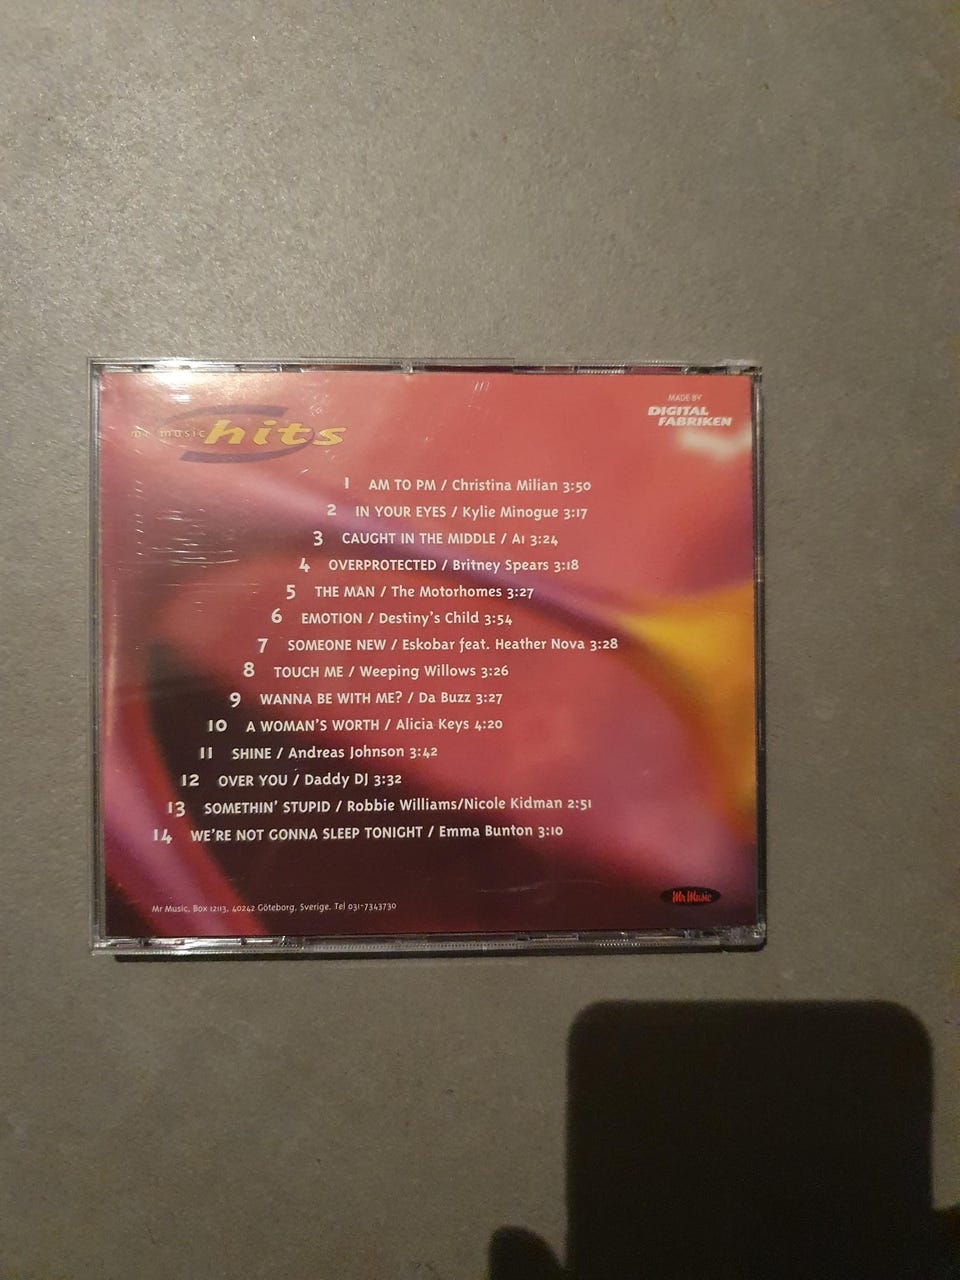 mr music hits
MADE BY
DIGITAL
FABRIKEN
1 AM TO PM / Christina Milian 3:50
2 IN YOUR EYES / Kylie Minogue 3:17
3 CAUGHT IN THE MIDDLE / A1 3:24
4 OVERPROTECTED / Britney Spears 3:18
5 THE MAN / The Motorhomes 3:27
6 EMOTION / Destiny's Child 3:54
7 SOMEONE NEW / Eskobar feat. Heather Nova 3:28
8 TOUCH ME / Weeping Willows 3:26
9 WANNA BE WITH ME? / Da Buzz 3:27
10 A WOMAN'S WORTH / Alicia Keys 4:20
11 SHINE / Andreas Johnson 3:42
12 OVER YOU / Daddy DJ 3:32
13 SOMETHIN' STUPID / Robbie Williams/Nicole Kidman 2:51
14 WE'RE NOT GONNA SLEEP TONIGHT / Emma Bunton 3:10
Mr Music, Box 12113, 40242 Göteborg, Sverige. Tel 031-7343730
Mr Music